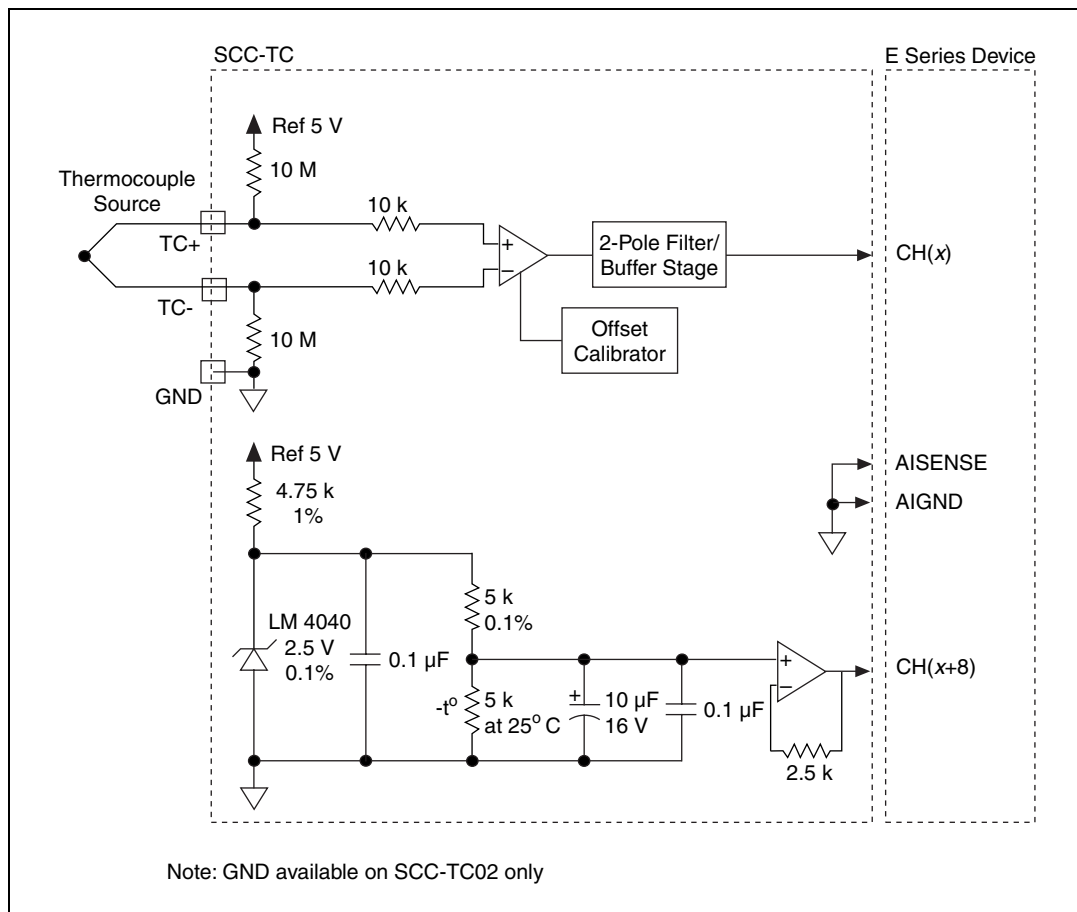 SCC-TC
E Series Device
Ref 5 V
10 M
Thermocouple
Source
10 k
TC+
+
−
2-Pole Filter/
Buffer Stage
CH(x)
10 k
TC-
10 M
Offset
Calibrator
GND
Ref 5 V
4.75 k
1%
AISENSE
AIGND
5 k
0.1%
LM 4040
2.5 V
0.1%
0.1 µF
-t°
5 k
at 25° C
+
10 µF
16 V
0.1 µF
+
−
CH(x+8)
2.5 k
Note: GND available on SCC-TC02 only